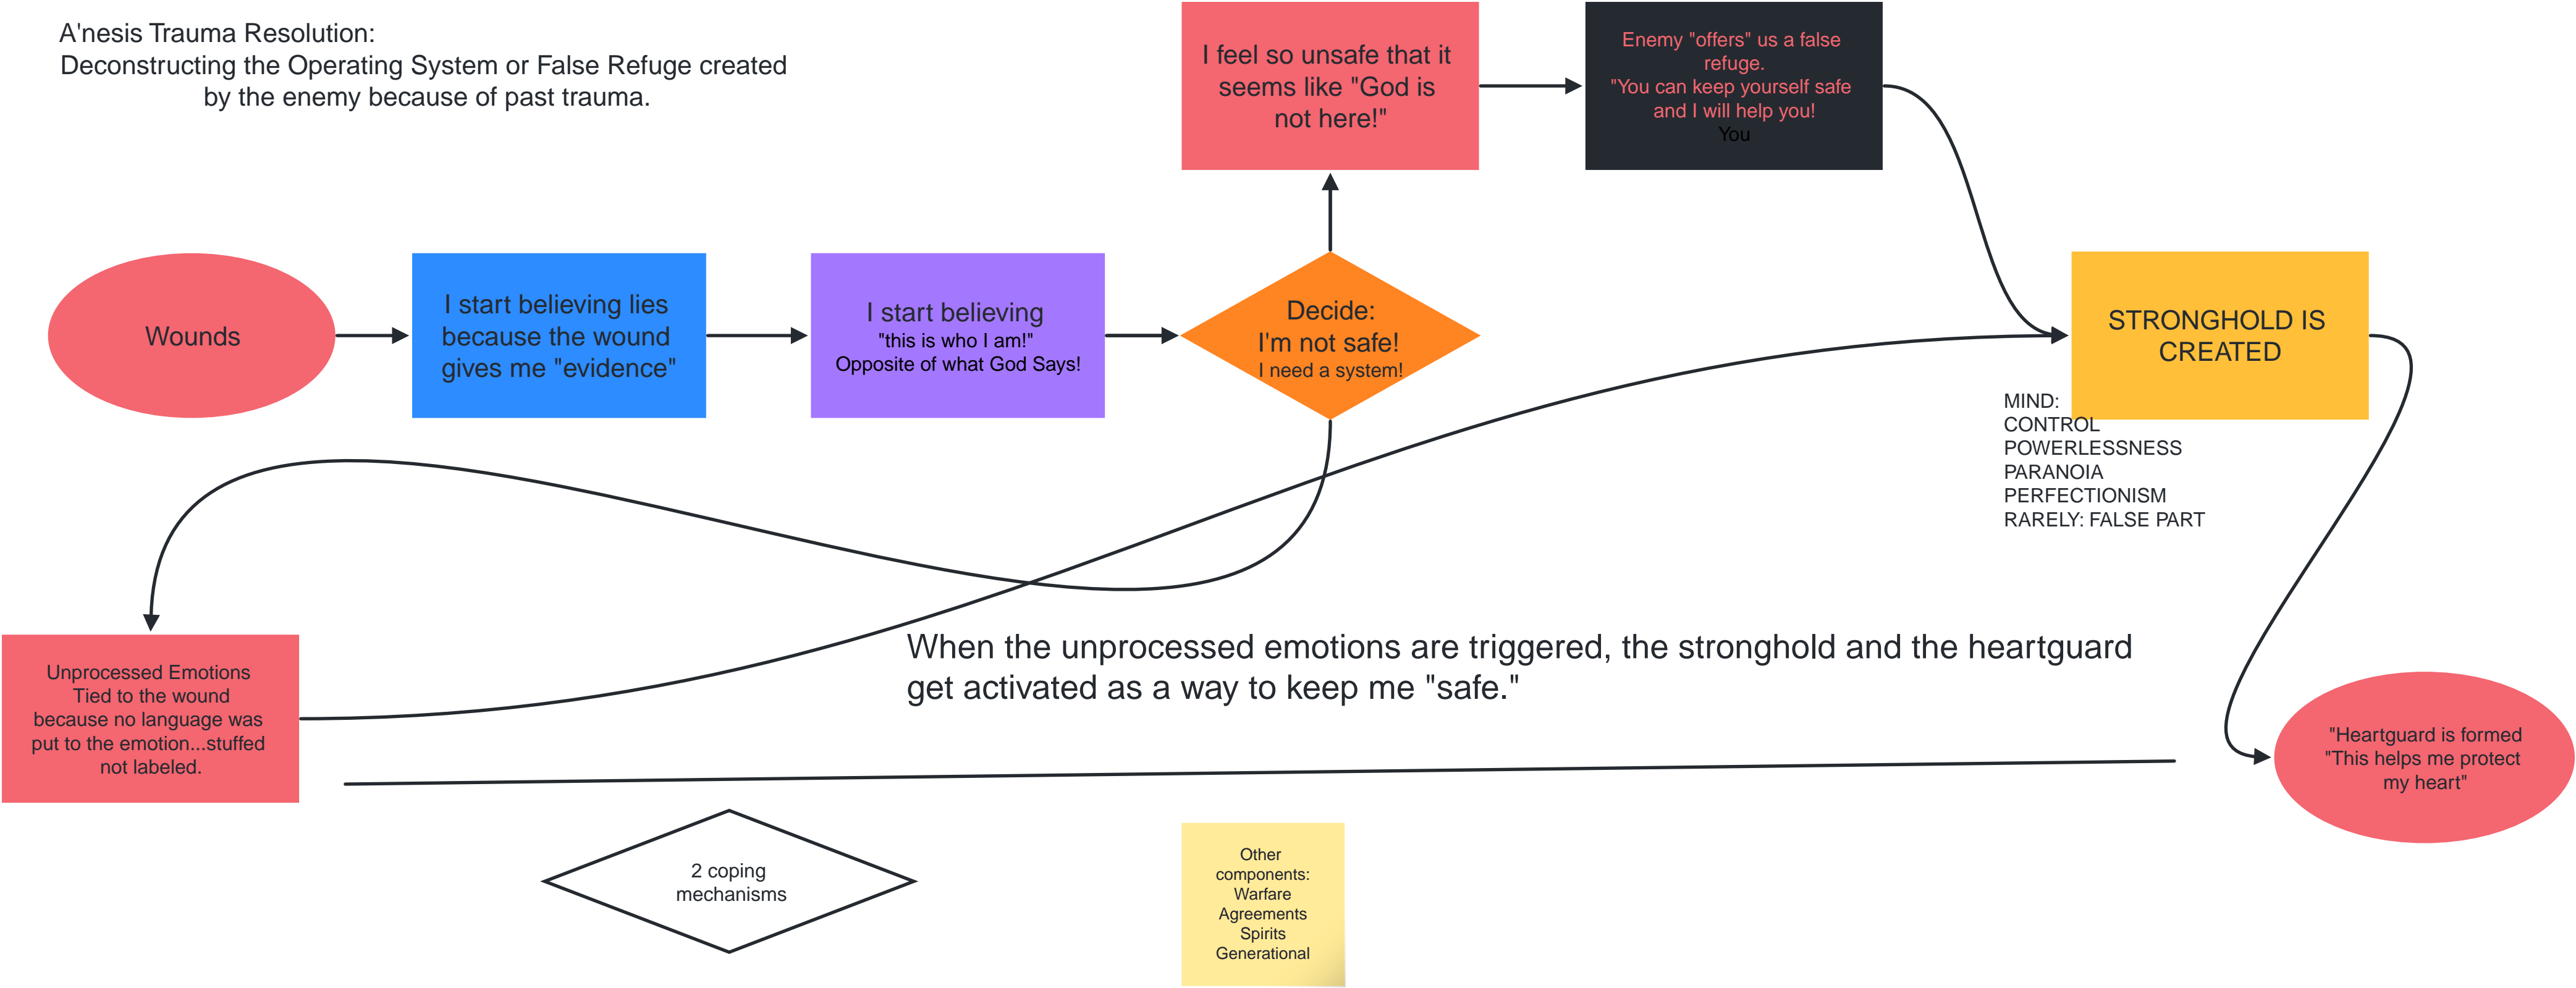 A'nesis Trauma Resolution:
Deconstructing the Operating System or False Refuge created
by the enemy because of past trauma.
I feel so unsafe that it
seems like "God is
not here!"
Enemy "offers" us a false
refuge.
"You can keep yourself safe
and I will help you!
You
Wounds
I start believing lies
because the wound
gives me "evidence"
I start believing
"this is who I am!"
Opposite of what God Says!
Decide:
I'm not safe!
I need a system!
STRONGHOLD IS
CREATED
MIND:
CONTROL
POWERLESSNESS
PARANOIA
PERFECTIONISM
RARELY: FALSE PART
Unprocessed Emotions
Tied to the wound
because no language was
put to the emotion...stuffed
not labeled.
When the unprocessed emotions are triggered, the stronghold and the heartguard
get activated as a way to keep me "safe."
"Heartguard is formed
"This helps me protect
my heart"
2 coping
mechanisms
Other
components:
Warfare
Agreements
Spirits
Generational